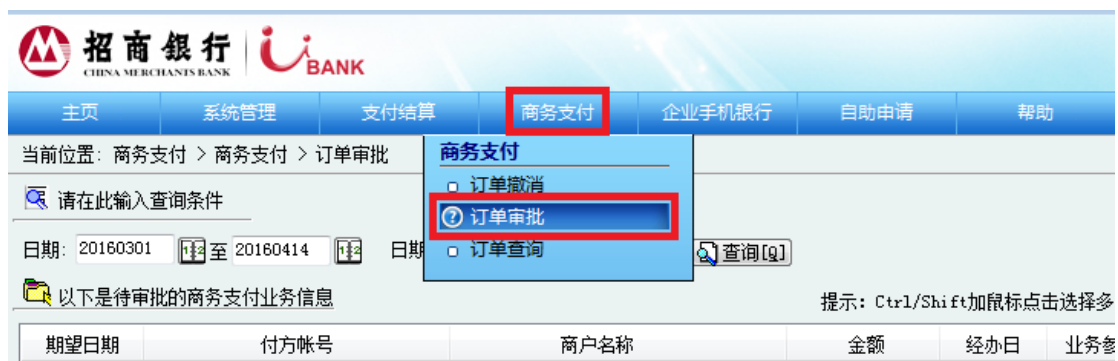 招商银行 BANK
CHINA MERCHANTS BANK
主页 系统管理 支付结算 商务支付 企业手机银行 自助申请 帮助
当前位置: 商务支付 > 商务支付 > 订单审批
商务支付
订单撤消
请在此输入查询条件
订单审批
日期: 20160301 至 20160414 日期
订单查询
查询[Q]
以下是待审批的商务支付业务信息
提示: Ctrl/Shift加鼠标点击选择多
期望日期 付方帐号 商户名称 金额 经办日 业务参